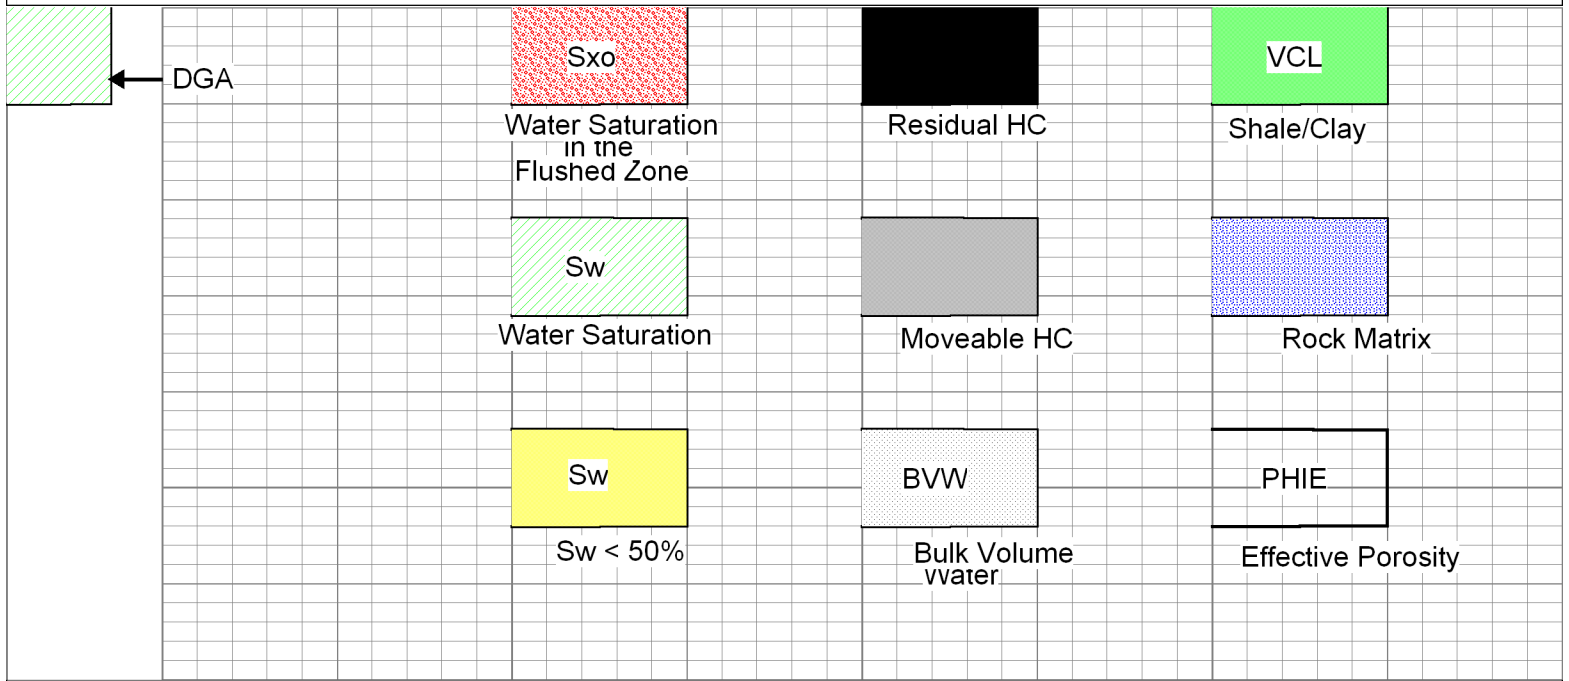 DGA
Sxo
Water Saturation
in the
Flushed Zone
Residual HC
VCL
Shale/Clay
Sw
Water Saturation
Moveable HC
Rock Matrix
Sw
Sw < 50%
BVW
Bulk Volume
Water
PHIE
Effective Porosity